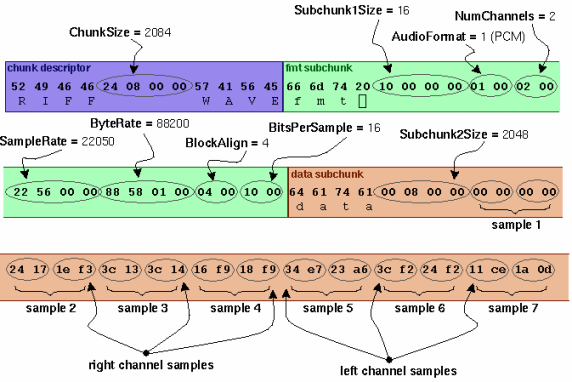 Subchunk1Size = 16
NumChannels = 2
ChunkSize = 2084
AudioFormat = 1 (PCM)
chunk descriptor
fmt subchunk
52 49 46 46 24 08 00 00 57 41 56 45 66 6d 74 20 10 00 00 00 01 00 02 00
R I F F W A V E f m t
ByteRate = 88200
BitsPerSample = 16
SampleRate = 22050
BlockAlign = 4
Subchunk2Size = 2048
data subchunk
22 56 00 00 88 58 01 00 04 00 10 00 64 61 74 61 00 08 00 00 00 00 00 00
d a t a
sample 1
24 17 1e f3 3c 13 3c 14 16 f9 18 f9 34 e7 23 a6 3c f2 24 f2 11 ce 1a 0d
sample 2 sample 3 sample 4 sample 5 sample 6 sample 7
right channel samples
left channel samples